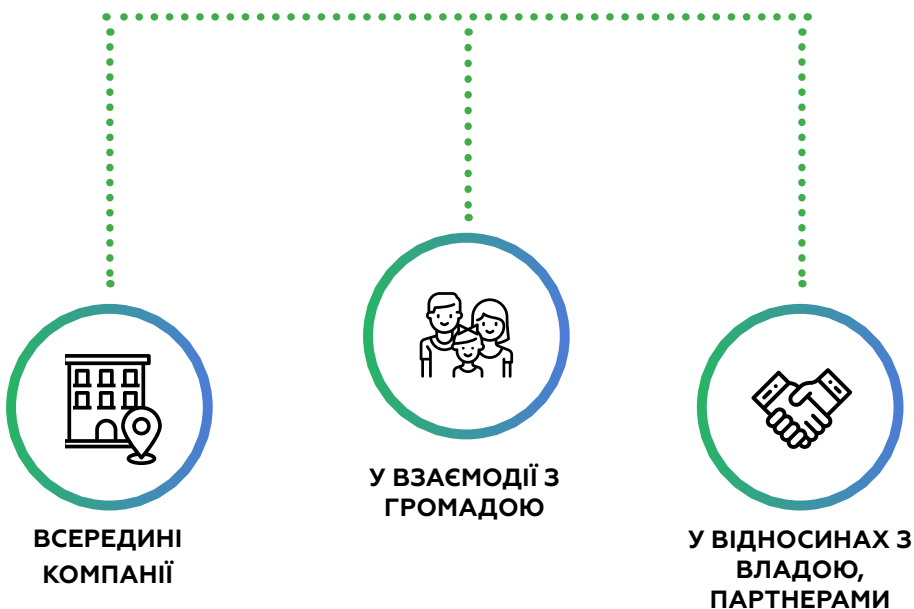 ВСЕРЕДИНІ
КОМПАНІЇ
У ВЗАЄМОДІЇ З
ГРОМАДОЮ
У ВІДНОСИНАХ З
ВЛАДОЮ,
ПАРТНЕРАМИ